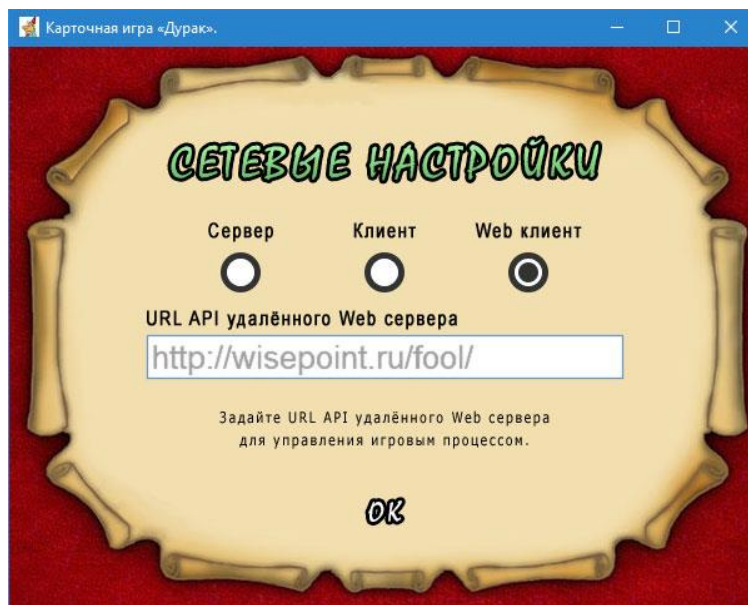 Карточная игра «Дурак».
СЕТЕВЫЕ НАСТРОЙКИ
Сервер Клиент Web клиент
URL API удалённого Web сервера
http://wisepoint.ru/fool/
Задайте URL API удалённого Web сервера
для управления игровым процессом.
ОК